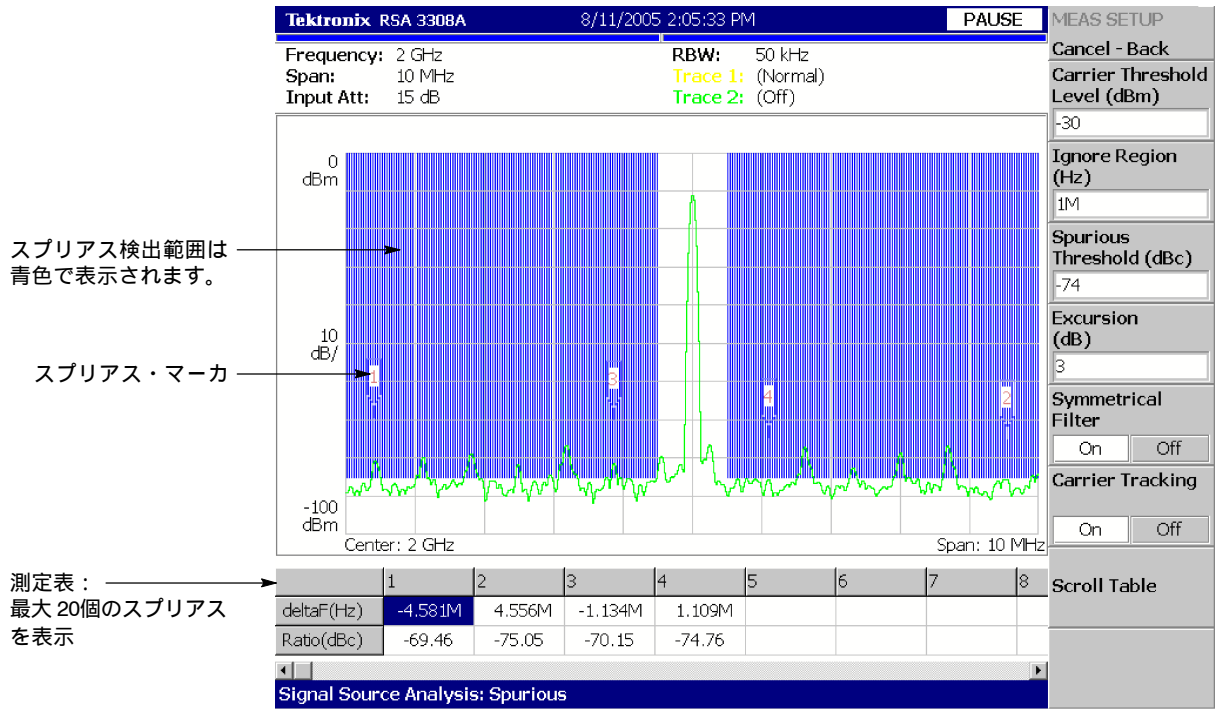 Tektronix RSA 3308A 8/11/2005 2:05:33 PM PAUSE
Frequency: 2 GHz RBW: 50 kHz
Span: 10 MHz Trace 1: (Normal)
Input Att: 15 dB Trace 2: (Off)
0
dBm
10
dB/
-100
dBm
1
3
4
2
Center: 2 GHz Span: 10 MHz
1 2 3 4 5 6 7 8
deltaF(Hz) -4.581M 4.556M -1.134M 1.109M
Ratio(dBc) -69.46 -75.05 -70.15 -74.76
Signal Source Analysis: Spurious
MEAS SETUP
Cancel - Back
Carrier Threshold
Level (dBm)
-30
Ignore Region
(Hz)
1M
Spurious
Threshold (dBc)
-74
Excursion
(dB)
3
Symmetrical
Filter
On Off
Carrier Tracking
On Off
Scroll Table
スプリアス検出範囲は
青色で表示されます。
スプリアス・マーカ
測定表：
最大 20個のスプリアス
を表示